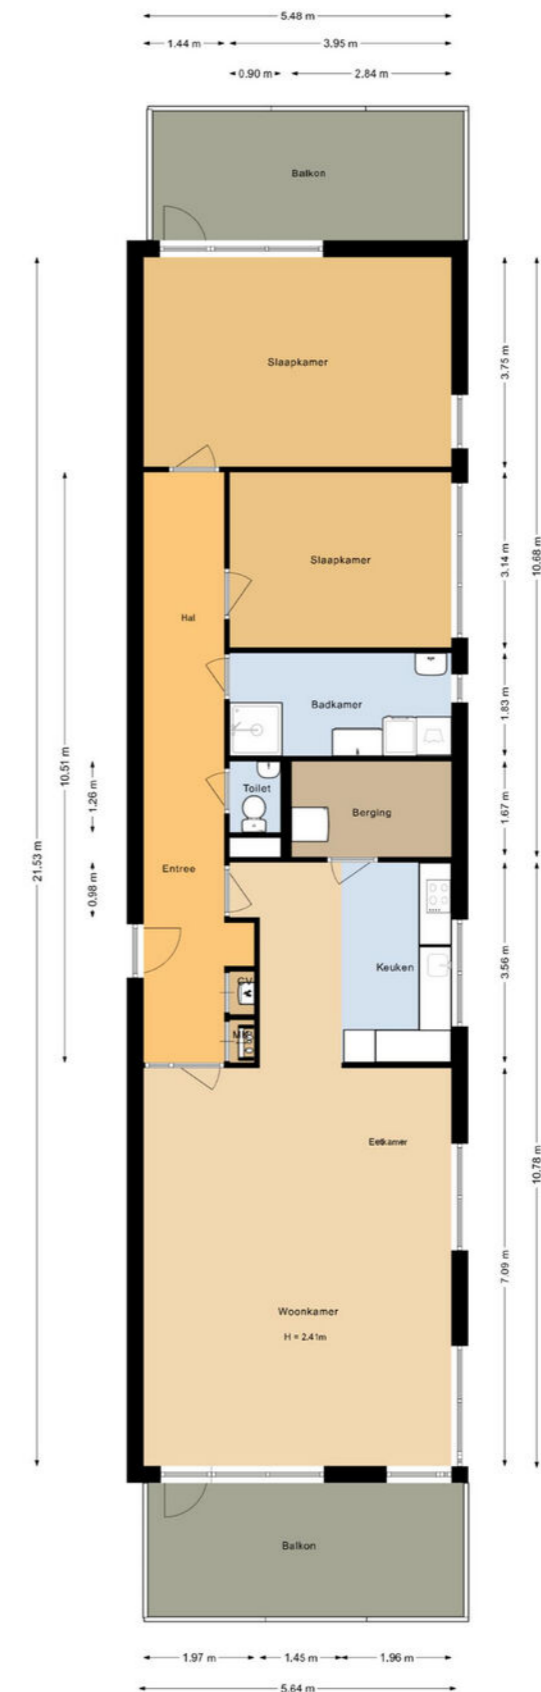 5.48 m
1.44 m
3.95 m
0.90 m
2.84 m
Balkon
Slaapkamer
3.75 m
Slaapkamer
3.14 m
10.68 m
Hal
Badkamer
1.83 m
10.51 m
1.26 m
Toilet
Berging
1.67 m
21.53 m
0.98 m
Entree
Keuken
3.56 m
CV
MK
Eetkamer
10.78 m
7.09 m
Woonkamer
H = 2.41m
Balkon
1.97 m
1.45 m
1.96 m
5.64 m